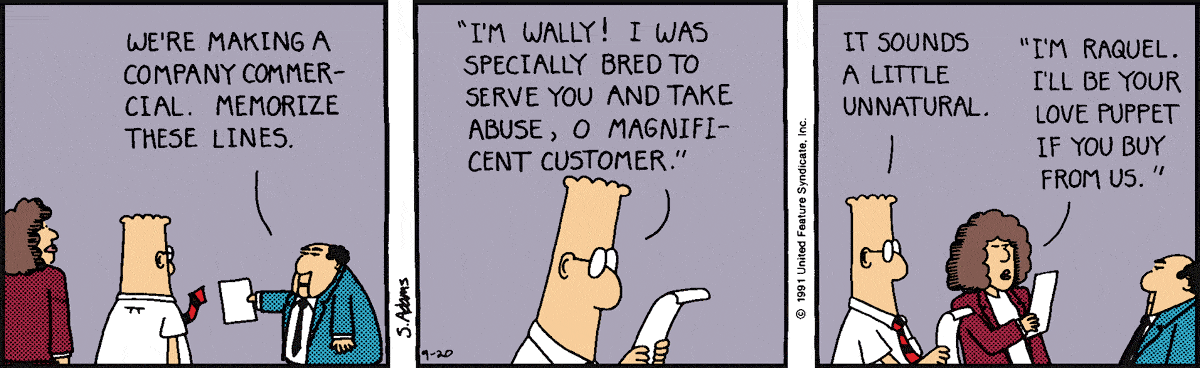 WE'RE MAKING A
COMPANY COMMER-
CIAL. MEMORIZE
THESE LINES.
S.Adams
"I'M WALLY! I WAS
SPECIALLY BRED TO
SERVE YOU AND TAKE
ABUSE, O MAGNIFI-
CENT CUSTOMER."
9-20
© 1991 United Feature Syndicate, Inc.
IT SOUNDS
A LITTLE
UNNATURAL.
"I'M RAQUEL.
I'LL BE YOUR
LOVE PUPPET
IF YOU BUY
FROM US."